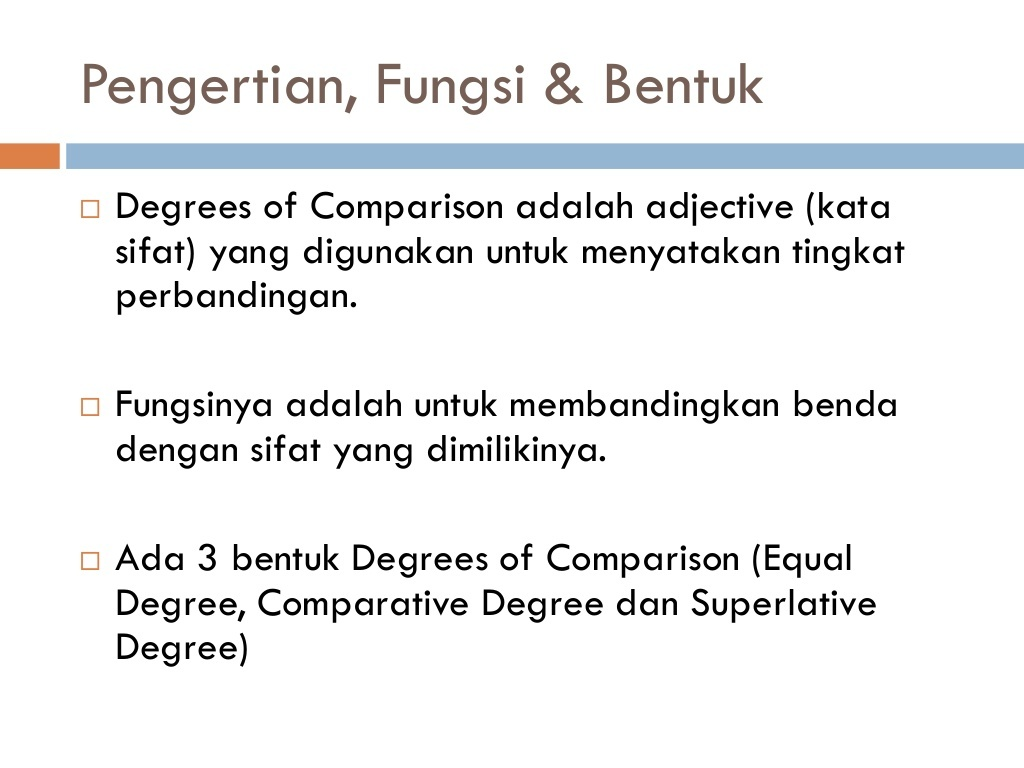 Pengertian, Fungsi & Bentuk
Degrees of Comparison adalah adjective (kata
sifat) yang digunakan untuk menyatakan tingkat
perbandingan.
Fungsinya adalah untuk membandingkan benda
dengan sifat yang dimilikinya.
Ada 3 bentuk Degrees of Comparison (Equal
Degree, Comparative Degree dan Superlative
Degree)